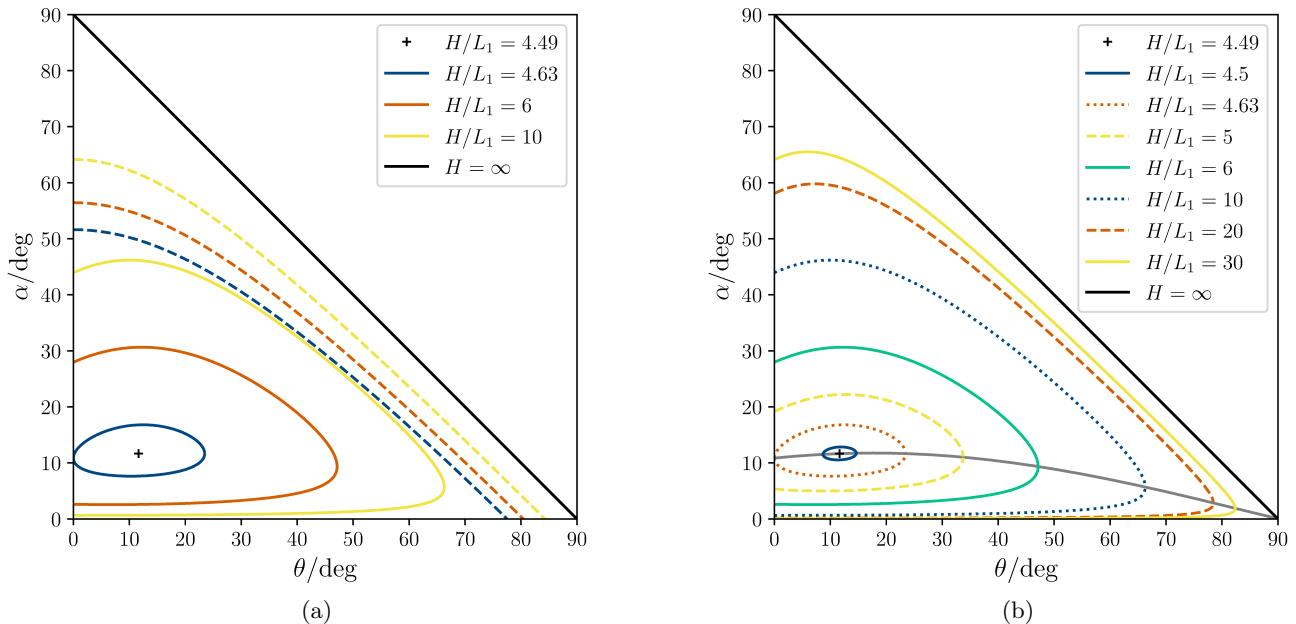 90
80
70
60
50
40
30
20
10
0
α/deg
0 10 20 30 40 50 60 70 80 90
θ/deg
H/L₁ = 4.49
H/L₁ = 4.63
H/L₁ = 6
H/L₁ = 10
H = ∞
(a)
90
80
70
60
50
40
30
20
10
0
α/deg
0 10 20 30 40 50 60 70 80 90
θ/deg
H/L₁ = 4.49
H/L₁ = 4.5
H/L₁ = 4.63
H/L₁ = 5
H/L₁ = 6
H/L₁ = 10
H/L₁ = 20
H/L₁ = 30
H = ∞
(b)